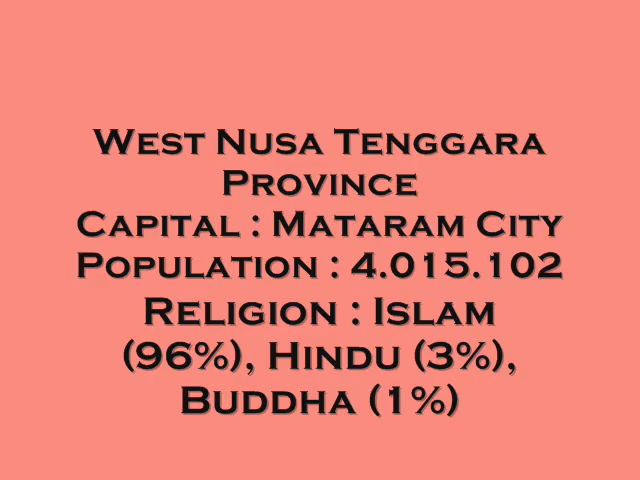 West Nusa Tenggara
Province
Capital : Mataram City
Population : 4.015.102
Religion : Islam
(96%), Hindu (3%),
Buddha (1%)